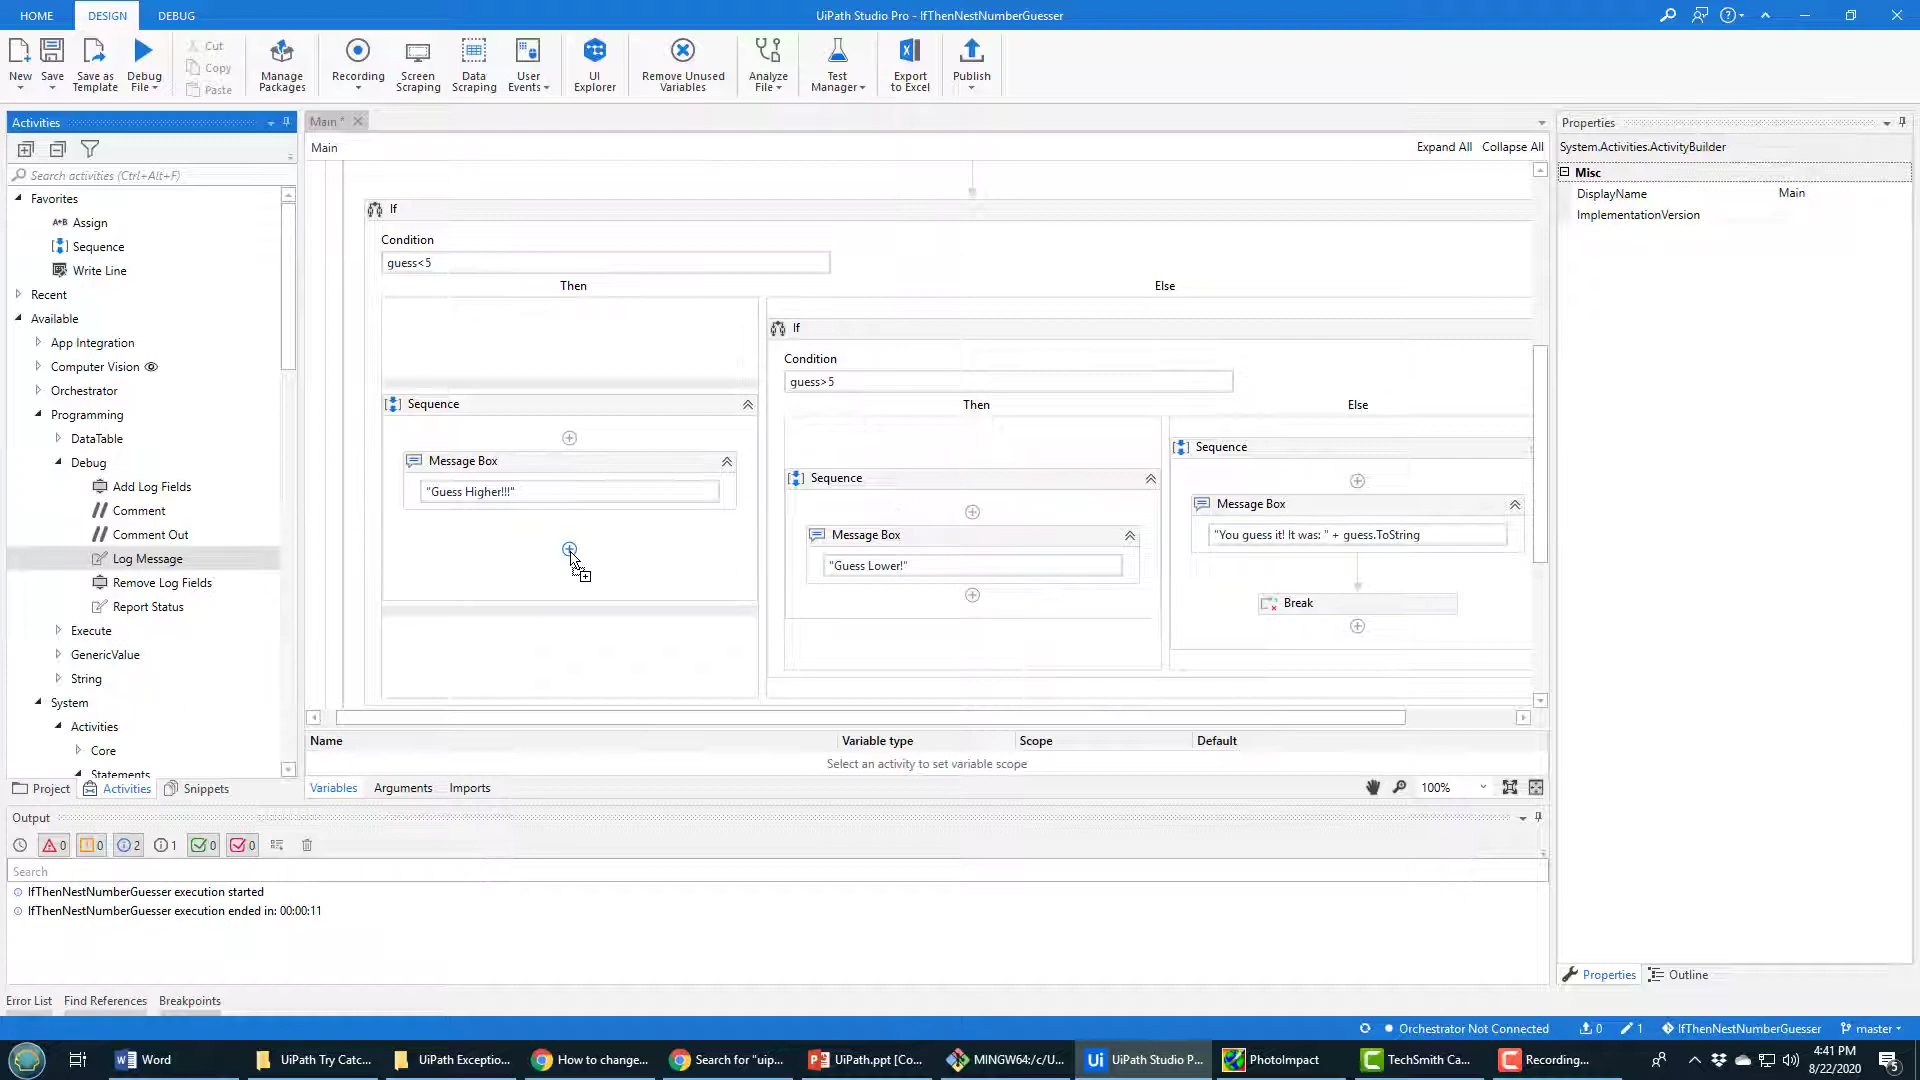 HOME DESIGN DEBUG
UiPath Studio Pro - IfThenNestNumberGuesser
New
Save
Save as Template
Debug File
Cut
Copy
Paste
Manage Packages
Recording
Screen Scraping
Data Scraping
User Events
UI Explorer
Remove Unused Variables
Analyze File
Test Manager
Export to Excel
Publish
Activities
Search activities (Ctrl+Alt+F)
Favorites
Assign
Sequence
Write Line
Recent
Available
App Integration
Computer Vision
Orchestrator
Programming
DataTable
Debug
Add Log Fields
Comment
Comment Out
Log Message
Remove Log Fields
Report Status
Execute
GenericValue
String
System
Activities
Core
Statements
Project Activities Snippets
Main *
Main
Expand All Collapse All
If
Condition
guess<5
Then
Else
Sequence
Message Box
"Guess Higher!!!"
If
Condition
guess>5
Then
Else
Sequence
Message Box
"Guess Lower!"
Sequence
Message Box
"You guess it! It was: " + guess.ToString
Break
Name Variable type Scope Default
Select an activity to set variable scope
Variables Arguments Imports
100%
Properties
System.Activities.ActivityBuilder
Misc
DisplayName Main
ImplementationVersion
Properties Outline
Output
0 0 2 1 0 0
Search
IfThenNestNumberGuesser execution started
IfThenNestNumberGuesser execution ended in: 00:00:11
Error List Find References Breakpoints
Orchestrator Not Connected 0 1 IfThenNestNumberGuesser master
Word
UiPath Try Catc...
UiPath Exceptio...
How to change...
Search for "uip...
UiPath.ppt [Co...
MINGW64:/c/U...
Ui UiPath Studio P...
PhotoImpact
TechSmith Ca...
Recording...
4:41 PM
8/22/2020
5